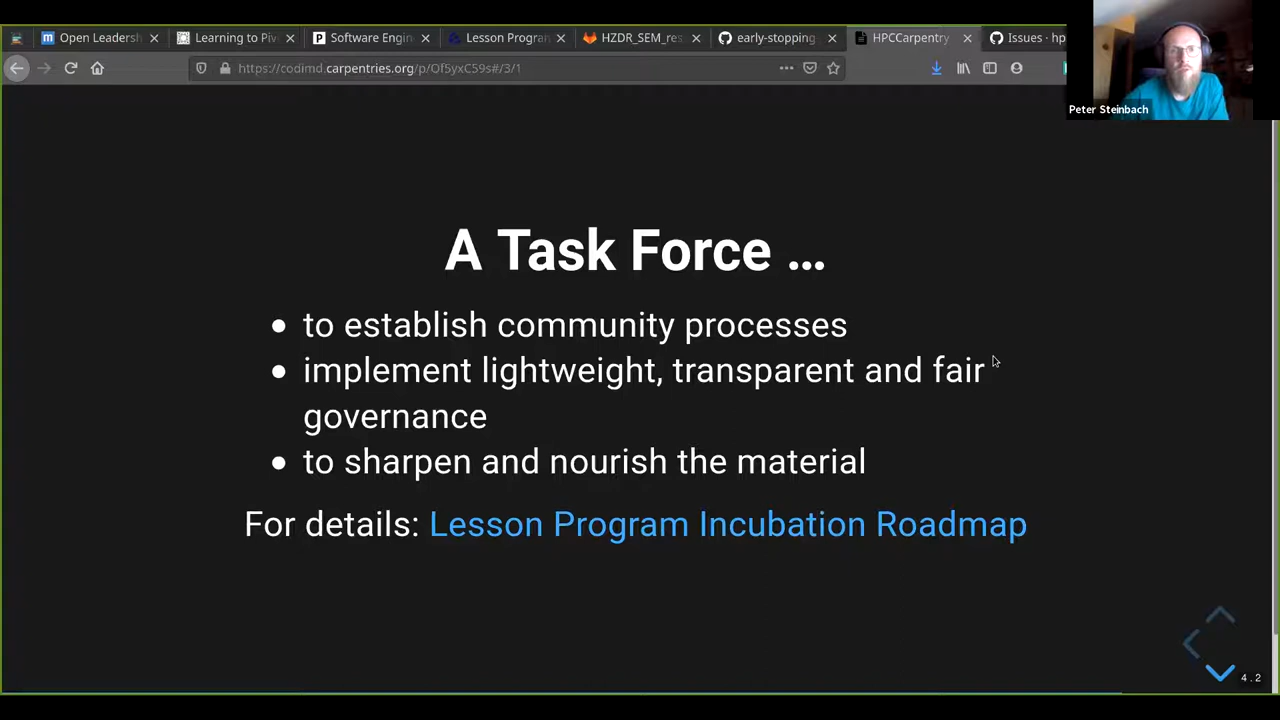 Open Leadersh
Learning to Piv
Software Engin
Lesson Program
HZDR_SEM_res
early-stopping
HPCCarpentry
Issues · hp
https://codimd.carpentries.org/p/Of5yxC59s#/3/1
Peter Steinbach
A Task Force ...
to establish community processes
implement lightweight, transparent and fair
governance
to sharpen and nourish the material
For details: Lesson Program Incubation Roadmap
4.2